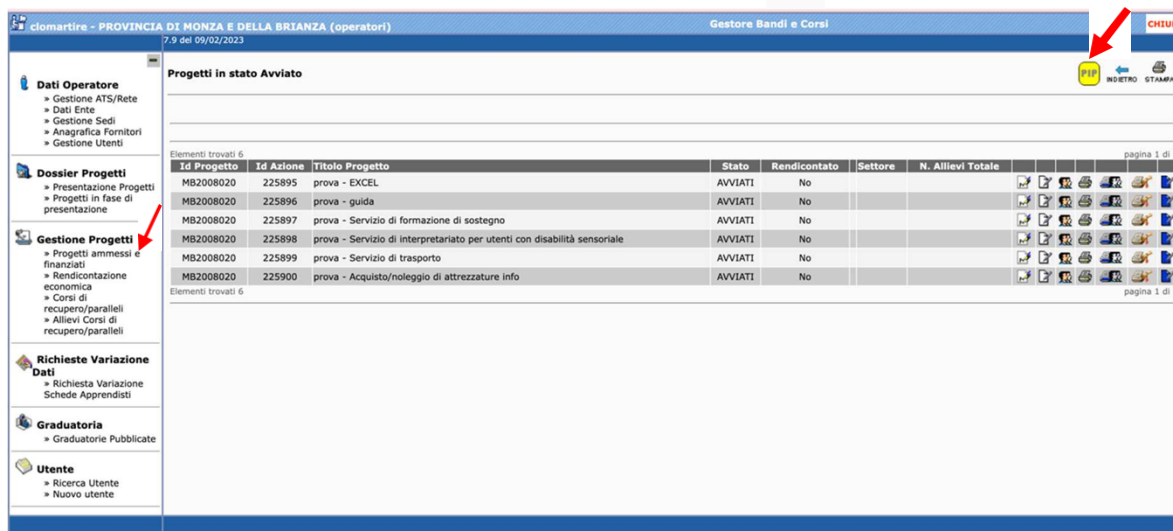 clomartire - PROVINCIA DI MONZA E DELLA BRIANZA (operatori)
Gestore Bandi e Corsi
7.9 del 09/02/2023
Dati Operatore
» Gestione ATS/Rete
» Dati Ente
» Gestione Sedi
» Anagrafica Fornitori
» Gestione Utenti
Dossier Progetti
» Presentazione Progetti
» Progetti in fase di
presentazione
Gestione Progetti
» Progetti ammessi e
finanziati
» Rendicontazione
economica
» Corsi di
recupero/paralleli
» Allievi Corsi di
recupero/paralleli
Richieste Variazione
Dati
» Richiesta Variazione
Schede Apprendisti
Graduatoria
» Graduatorie Pubblicate
Utente
» Ricerca Utente
» Nuovo utente
Progetti in stato Avviato
PIP
INDIETRO
Elementi trovati 6 pagina 1 di
Id Progetto Id Azione Titolo Progetto Stato Rendicontato Settore N. Allievi Totale
MB2008020 225895 prova - EXCEL AVVIATI No
MB2008020 225896 prova - guida AVVIATI No
MB2008020 225897 prova - Servizio di formazione di sostegno AVVIATI No
MB2008020 225898 prova - Servizio di interpretariato per utenti con disabilità sensoriale AVVIATI No
MB2008020 225899 prova - Servizio di trasporto AVVIATI No
MB2008020 225900 prova - Acquisto/noleggio di attrezzature info AVVIATI No
Elementi trovati 6 pagina 1 di